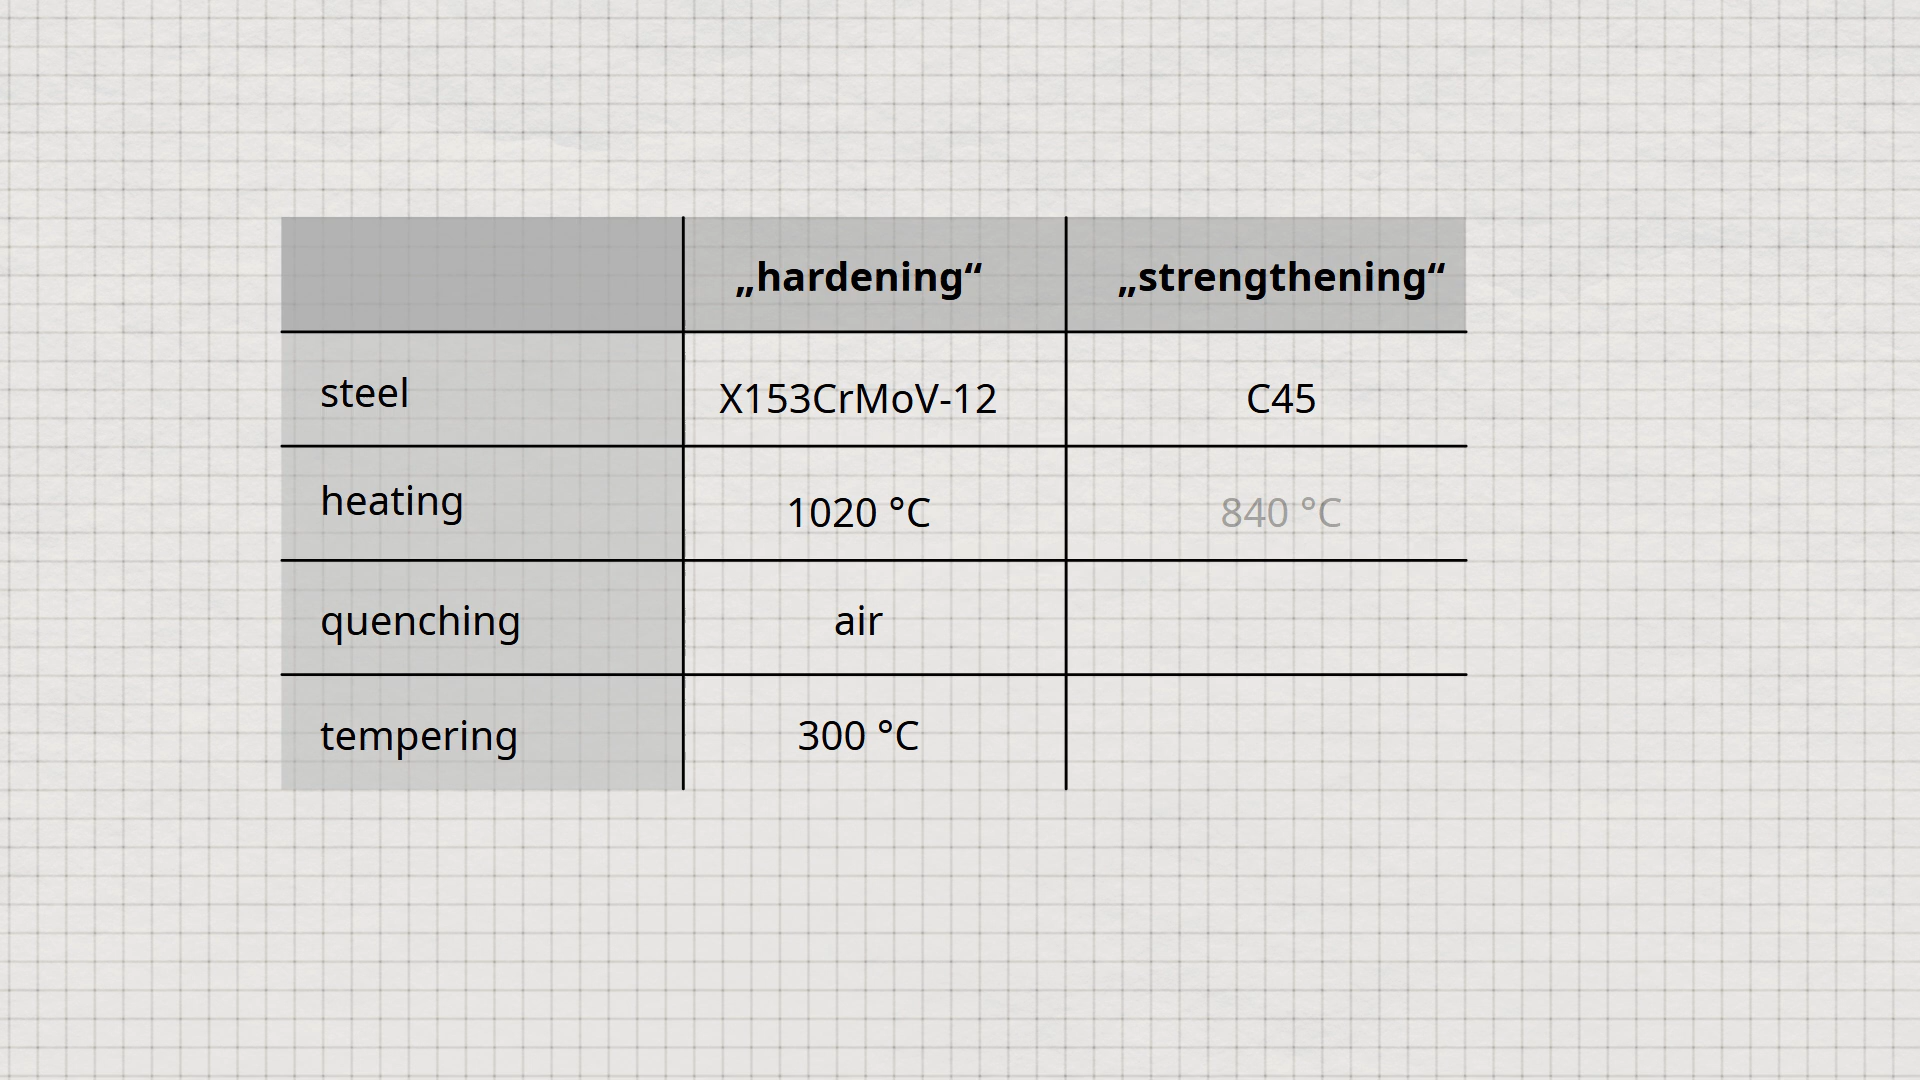 „hardening“ „strengthening“
steel X153CrMoV-12 C45
heating 1020 °C 840 °C
quenching air
tempering 300 °C